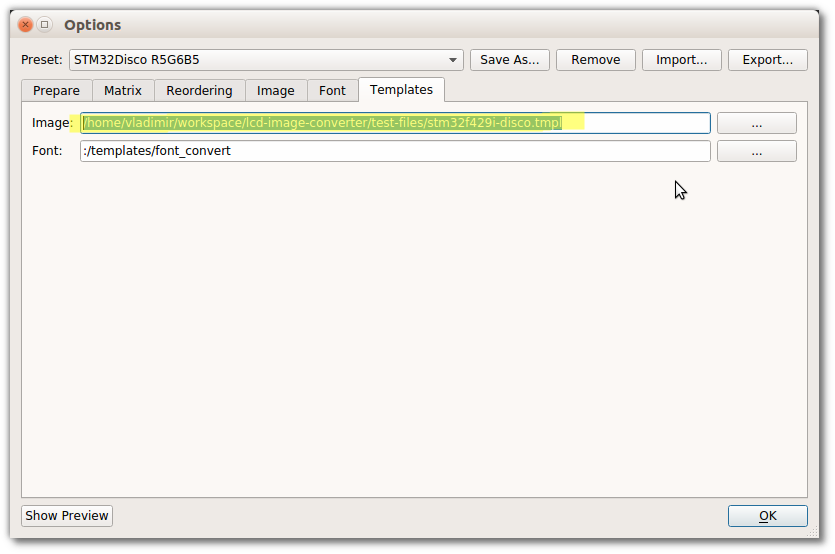 Options
Preset: STM32Disco R5G6B5 Save As... Remove Import... Export...
Prepare Matrix Reordering Image Font Templates
Image: /home/vladimir/workspace/lcd-image-converter/test-files/stm32f429i-disco.tmpl ...
Font: :/templates/font_convert ...
Show Preview OK